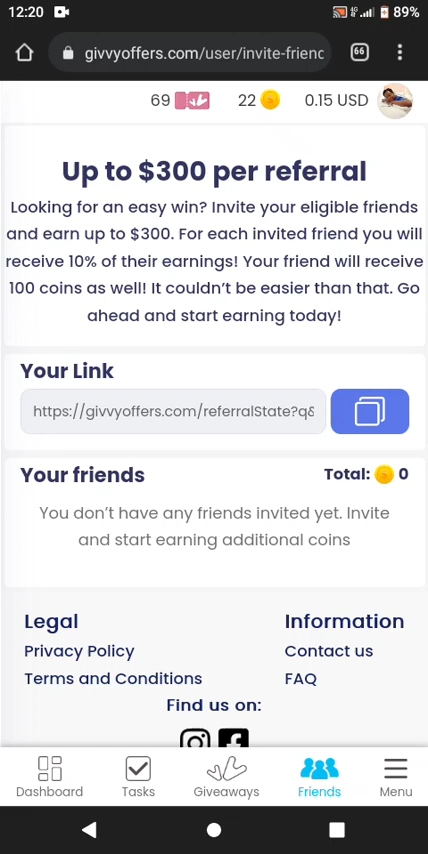 12:20
4G
89%
givvyoffers.com/user/invite-friend
66
69
22
0.15 USD
Up to $300 per referral
Looking for an easy win? Invite your eligible friends
and earn up to $300. For each invited friend you will
receive 10% of their earnings! Your friend will receive
100 coins as well! It couldn't be easier than that. Go
ahead and start earning today!
Your Link
https://givvyoffers.com/referralState?q&
Your friends
Total: 0
You don't have any friends invited yet. Invite
and start earning additional coins
Legal
Information
Privacy Policy
Contact us
Terms and Conditions
FAQ
Find us on:
Dashboard
Tasks
Giveaways
Friends
Menu